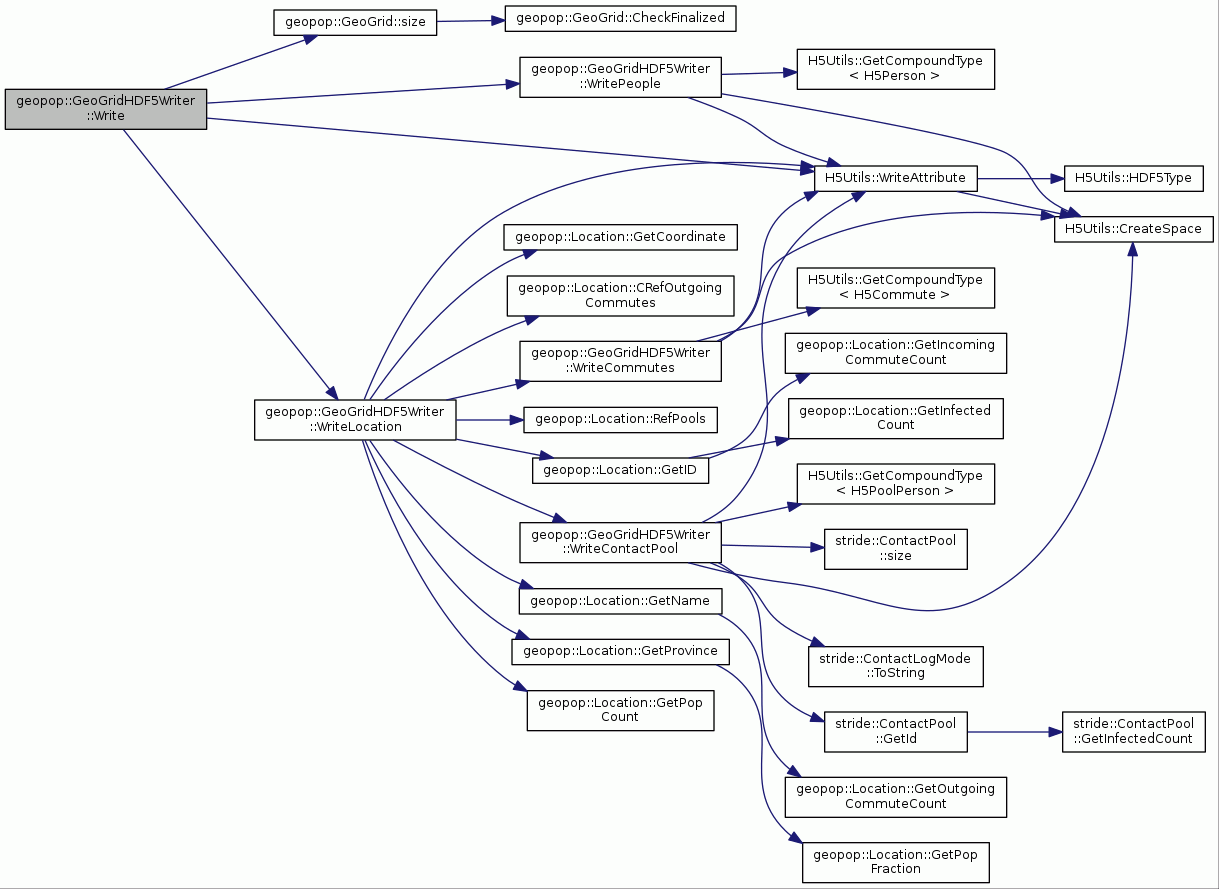 geopop::GeoGrid::size
geopop::GeoGrid::CheckFinalized
geopop::GeoGridHDF5Writer
::WritePeople
H5Utils::GetCompoundType
< H5Person >
geopop::GeoGridHDF5Writer
::Write
H5Utils::WriteAttribute
H5Utils::HDF5Type
H5Utils::CreateSpace
geopop::Location::GetCoordinate
geopop::Location::CRefOutgoing
Commutes
H5Utils::GetCompoundType
< H5Commute >
geopop::GeoGridHDF5Writer
::WriteCommutes
geopop::Location::GetIncoming
CommuteCount
geopop::GeoGridHDF5Writer
::WriteLocation
geopop::Location::RefPools
geopop::Location::GetInfected
Count
geopop::Location::GetID
H5Utils::GetCompoundType
< H5PoolPerson >
geopop::GeoGridHDF5Writer
::WriteContactPool
stride::ContactPool
::size
geopop::Location::GetName
geopop::Location::GetProvince
stride::ContactLogMode
::ToString
geopop::Location::GetPop
Count
stride::ContactPool
::GetId
stride::ContactPool
::GetInfectedCount
geopop::Location::GetOutgoing
CommuteCount
geopop::Location::GetPop
Fraction